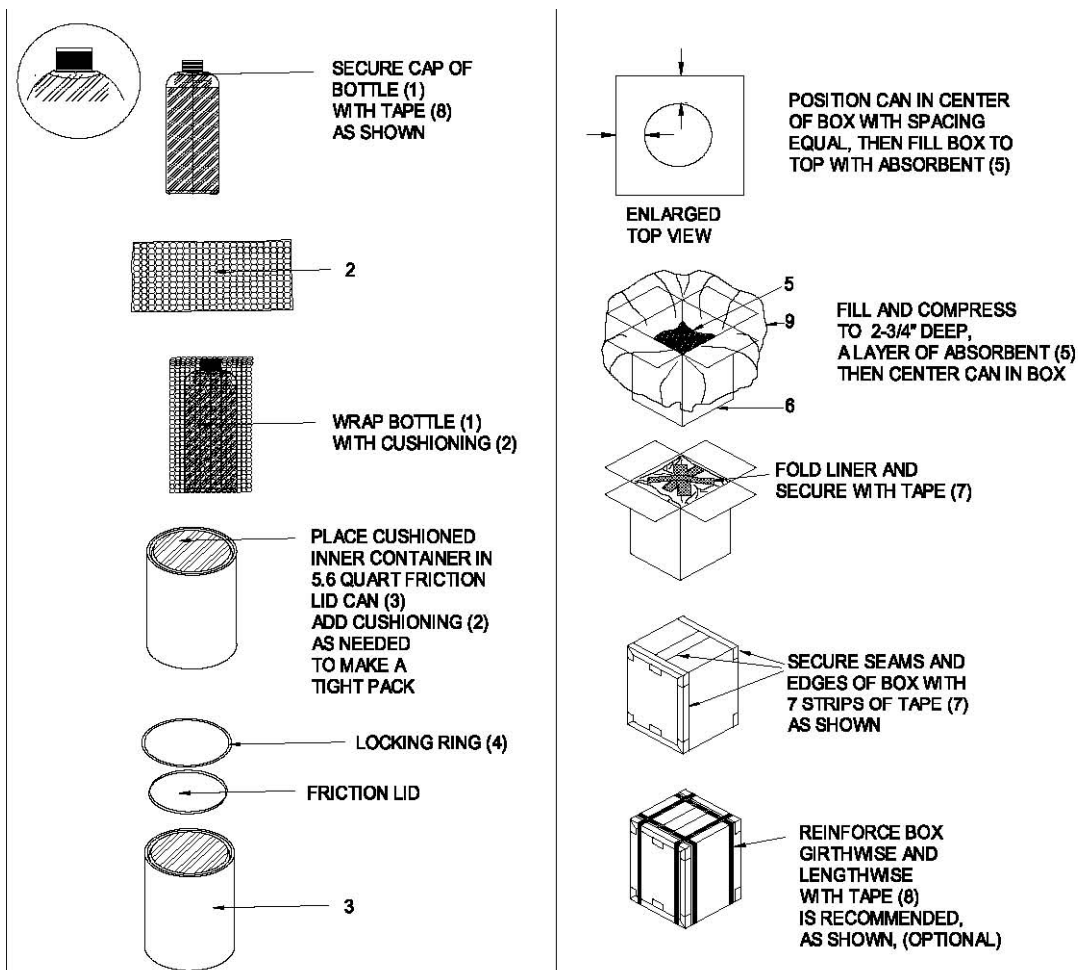 SECURE CAP OF
BOTTLE (1)
WITH TAPE (8)
AS SHOWN
2
WRAP BOTTLE (1)
WITH CUSHIONING (2)
PLACE CUSHIONED
INNER CONTAINER IN
5.6 QUART FRICTION
LID CAN (3)
ADD CUSHIONING (2)
AS NEEDED
TO MAKE A
TIGHT PACK
LOCKING RING (4)
FRICTION LID
3
POSITION CAN IN CENTER
OF BOX WITH SPACING
EQUAL, THEN FILL BOX TO
TOP WITH ABSORBENT (5)
ENLARGED
TOP VIEW
5
9
FILL AND COMPRESS
TO 2-3/4" DEEP,
A LAYER OF ABSORBENT (5)
THEN CENTER CAN IN BOX
6
FOLD LINER AND
SECURE WITH TAPE (7)
SECURE SEAMS AND
EDGES OF BOX WITH
7 STRIPS OF TAPE (7)
AS SHOWN
REINFORCE BOX
GIRTHWISE AND
LENGTHWISE
WITH TAPE (8)
IS RECOMMENDED,
AS SHOWN, (OPTIONAL)